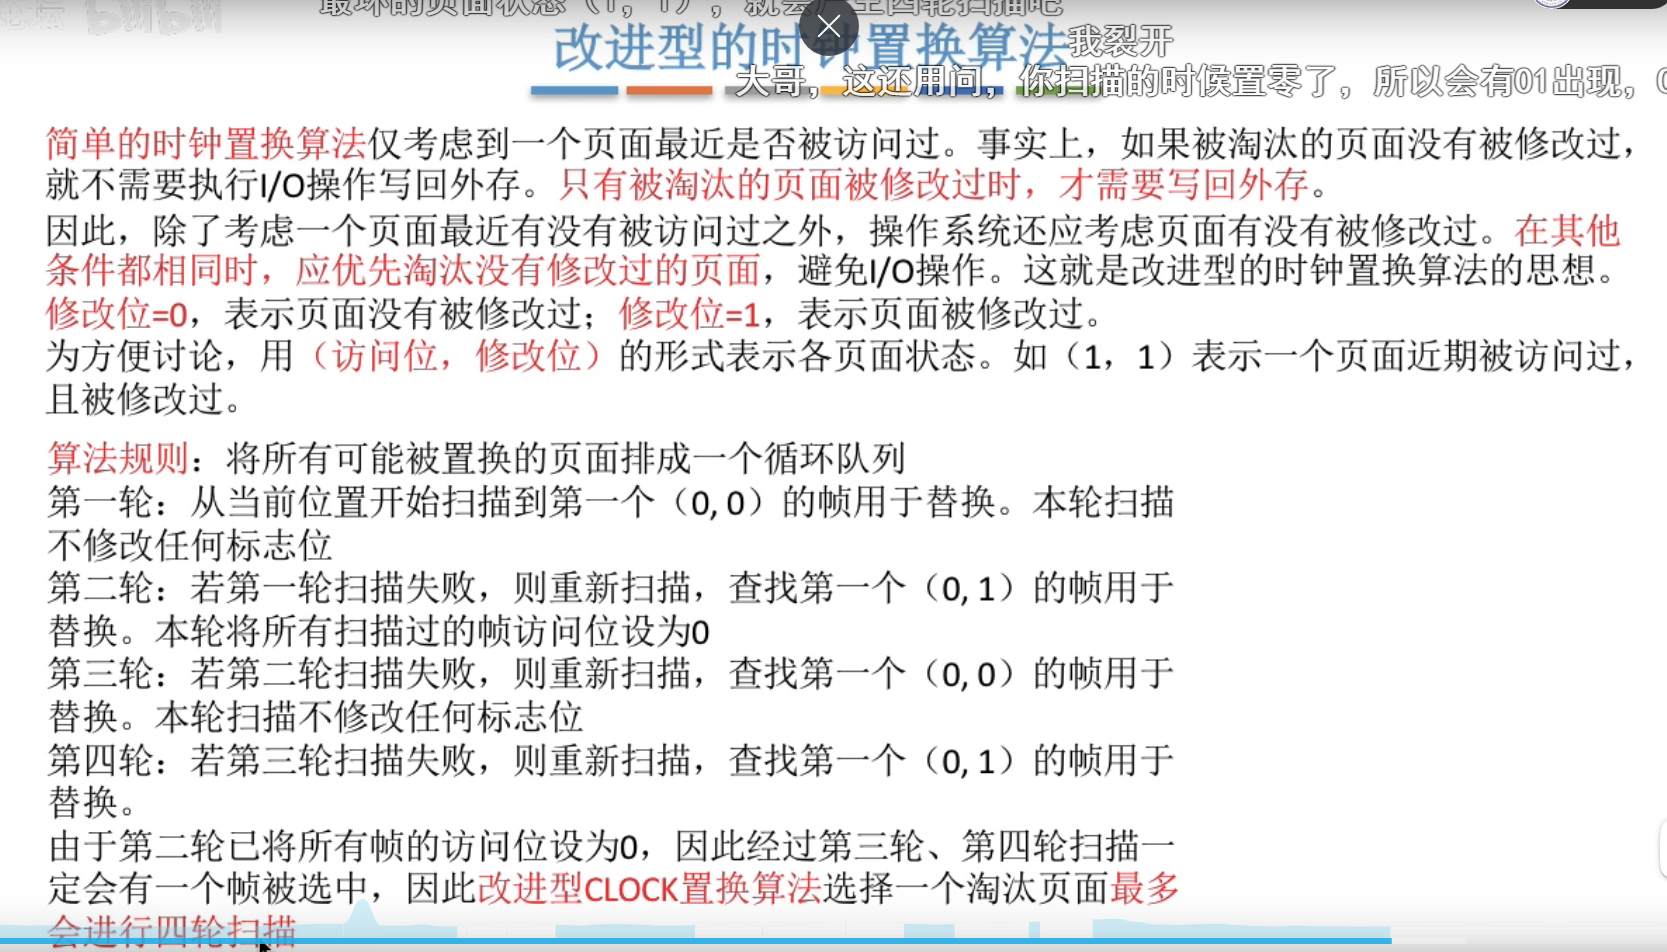 最坏的页面状态（1，1），就会产生四轮扫描吧
bilibili
改进型的时钟置换算法
我裂开
大哥，这还用问，你扫描的时候置零了，所以会有01出现，
简单的时钟置换算法仅考虑到一个页面最近是否被访问过。事实上，如果被淘汰的页面没有被修改过，
就不需要执行I/O操作写回外存。只有被淘汰的页面被修改过时，才需要写回外存。
因此，除了考虑一个页面最近有没有被访问过之外，操作系统还应考虑页面有没有被修改过。在其他
条件都相同时，应优先淘汰没有修改过的页面，避免I/O操作。这就是改进型的时钟置换算法的思想。
修改位=0，表示页面没有被修改过；修改位=1，表示页面被修改过。
为方便讨论，用（访问位，修改位）的形式表示各页面状态。如（1，1）表示一个页面近期被访问过，
且被修改过。
算法规则：将所有可能被置换的页面排成一个循环队列
第一轮：从当前位置开始扫描到第一个（0, 0）的帧用于替换。本轮扫描
不修改任何标志位
第二轮：若第一轮扫描失败，则重新扫描，查找第一个（0, 1）的帧用于
替换。本轮将所有扫描过的帧访问位设为0
第三轮：若第二轮扫描失败，则重新扫描，查找第一个（0, 0）的帧用于
替换。本轮扫描不修改任何标志位
第四轮：若第三轮扫描失败，则重新扫描，查找第一个（0, 1）的帧用于
替换。
由于第二轮已将所有帧的访问位设为0，因此经过第三轮、第四轮扫描一
定会有一个帧被选中，因此改进型CLOCK置换算法选择一个淘汰页面最多
会进行四轮扫描